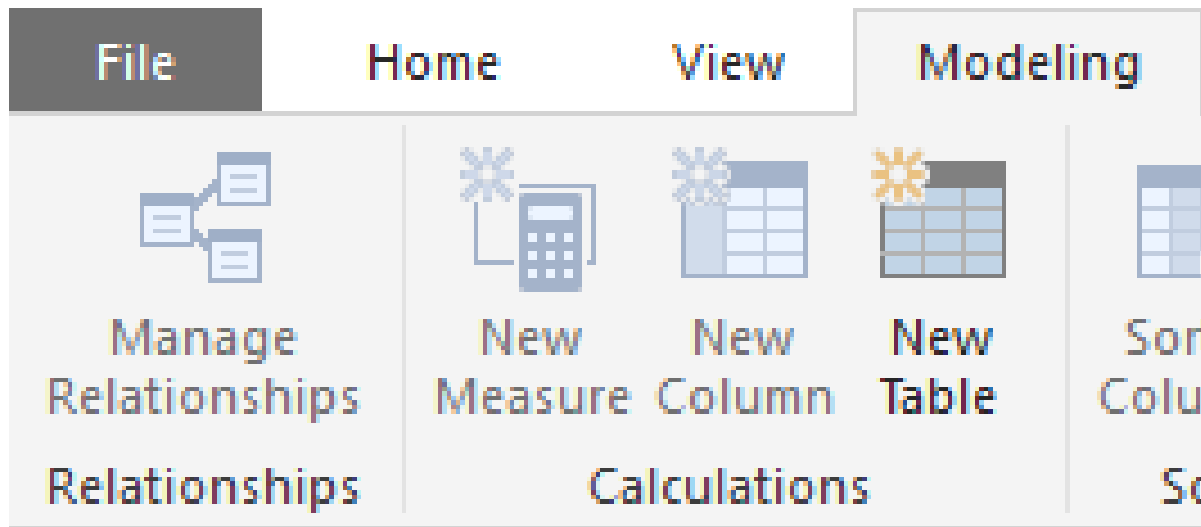 File Home View Modeling
Manage Relationships
New Measure
New Column
New Table
Relationships Calculations